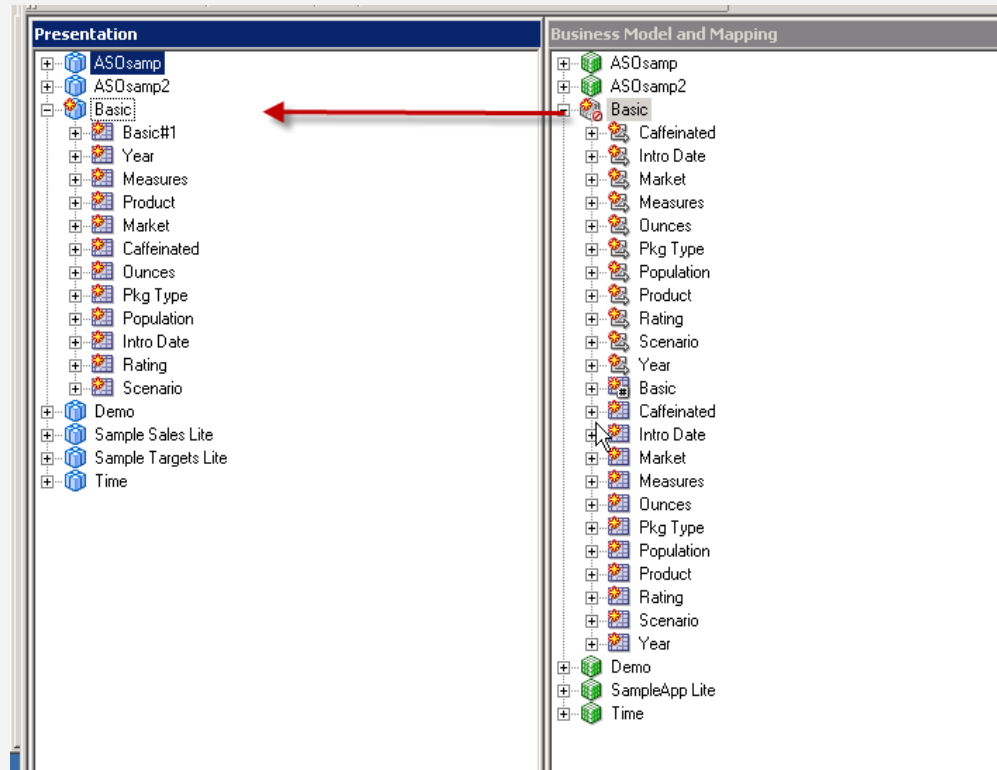 Presentation
ASOsamp
ASOsamp2
Basic
Basic#1
Year
Measures
Product
Market
Caffeinated
Ounces
Pkg Type
Population
Intro Date
Rating
Scenario
Demo
Sample Sales Lite
Sample Targets Lite
Time
Business Model and Mapping
ASOsamp
ASOsamp2
Basic
Caffeinated
Intro Date
Market
Measures
Ounces
Pkg Type
Population
Product
Rating
Scenario
Year
Basic
Caffeinated
Intro Date
Market
Measures
Ounces
Pkg Type
Population
Product
Rating
Scenario
Year
Demo
SampleApp Lite
Time